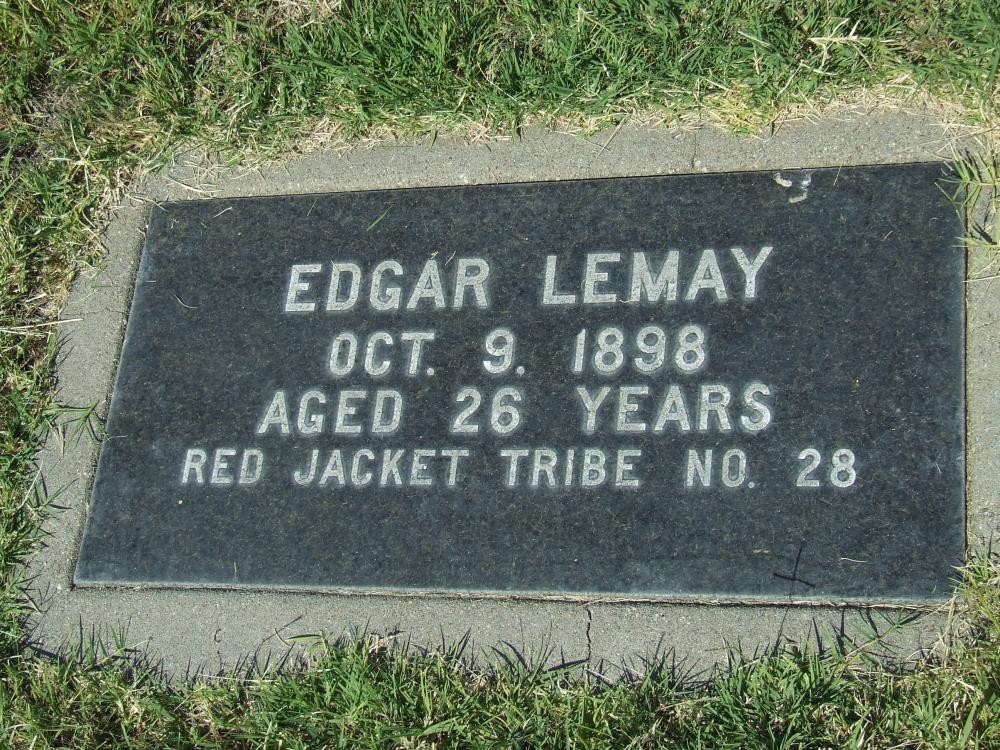 EDGAR LEMAY
OCT. 9. 1898
AGED 26 YEARS
RED JACKET TRIBE NO. 28